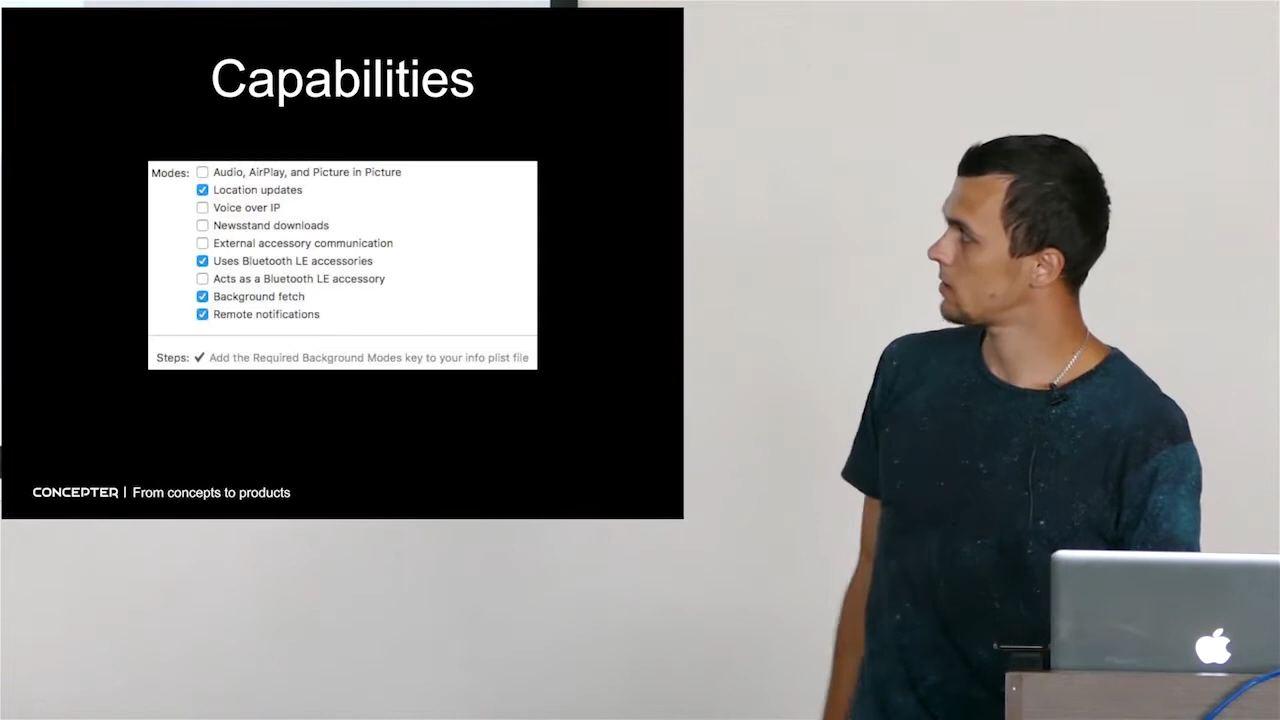 Capabilities
Modes: Audio, AirPlay, and Picture in Picture
Location updates
Voice over IP
Newsstand downloads
External accessory communication
Uses Bluetooth LE accessories
Acts as a Bluetooth LE accessory
Background fetch
Remote notifications
Steps: ✔ Add the Required Background Modes key to your info plist file
CONCEPTER | From concepts to products